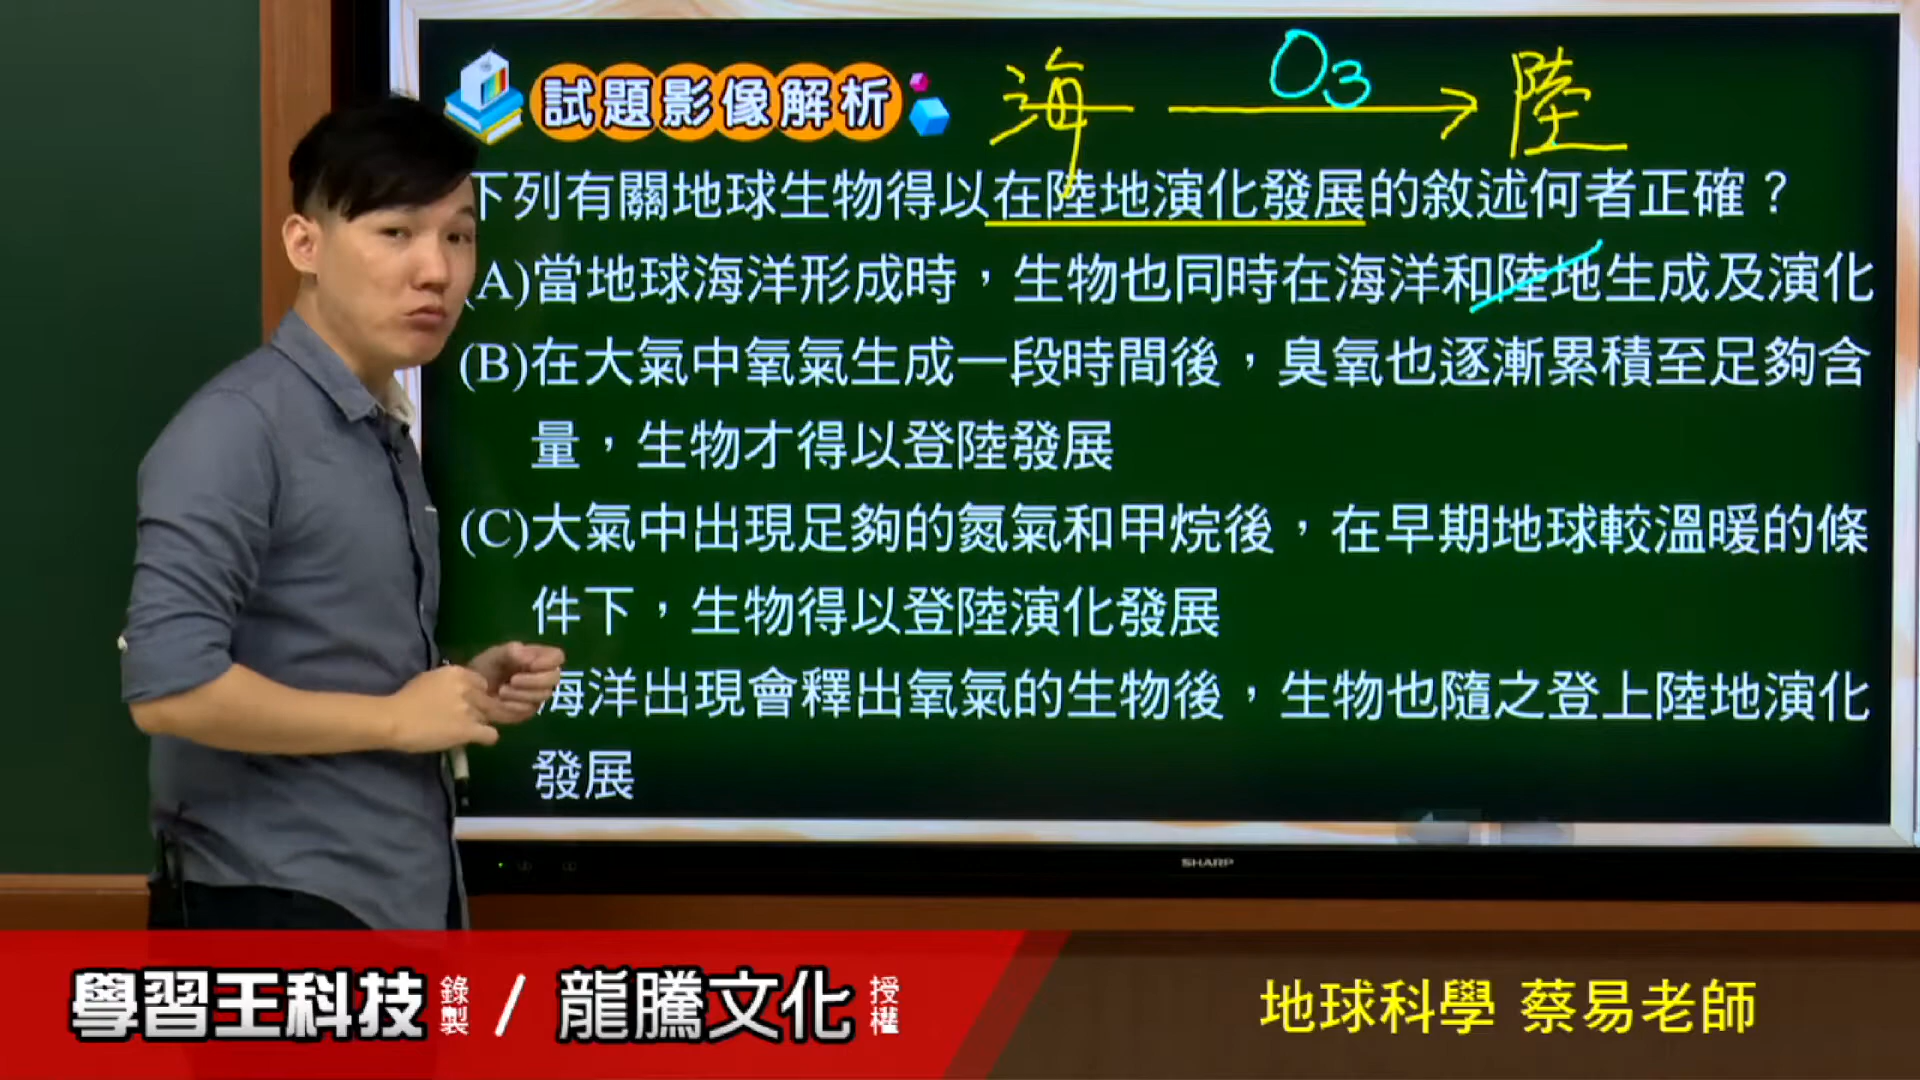 試題影像解析
海 O3 陸
下列有關地球生物得以在陸地演化發展的敘述何者正確？
(A)當地球海洋形成時，生物也同時在海洋和陸地生成及演化
(B)在大氣中氧氣生成一段時間後，臭氧也逐漸累積至足夠含
量，生物才得以登陸發展
(C)大氣中出現足夠的氮氣和甲烷後，在早期地球較溫暖的條
件下，生物得以登陸演化發展
海洋出現會釋出氧氣的生物後，生物也隨之登上陸地演化
發展
SHARP
學習王科技 錄製 / 龍騰文化 授權
地球科學 蔡易老師